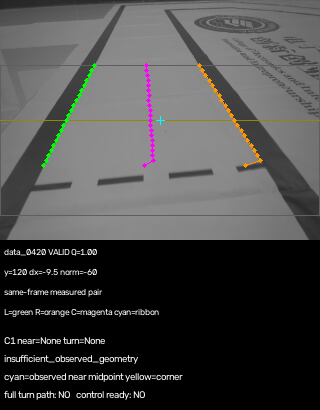 data_0420 VALID Q=1.00
y=120 dx=-9.5 norm=-60
same-frame measured pair
L=green R=orange C=magenta cyan=ribbon
C1 near=None turn=None
insufficient_observed_geometry
cyan=observed near midpoint yellow=corner
full turn path: NO control ready: NO